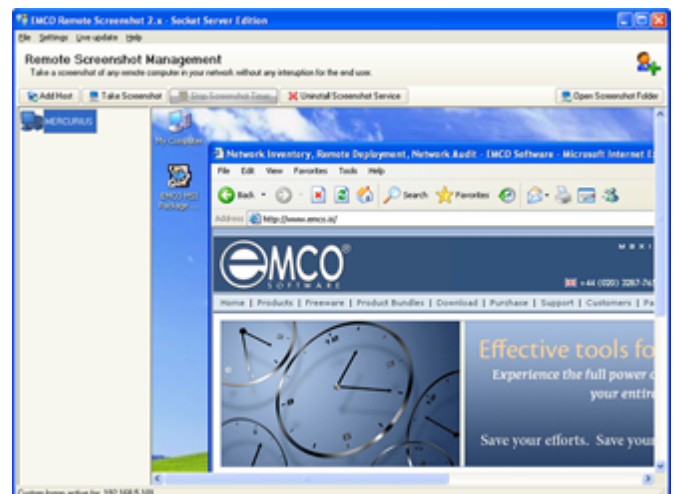 EMCO Remote Screenshot 2.x - Socket Server Edition
File Settings Live update Help
Remote Screenshot Management
Take a screenshot of any remote computer in your network without any interuption for the end user.
Add Host Take Screenshot Stop Screenshot Timer Uninstall Screenshot Service Open Screenshot Folder
MERCURIUS
My Computer
EMCO MSI
Package ...
Network Inventory, Remote Deployment, Network Audit - EMCO Software - Microsoft Internet E
File Edit View Favorites Tools Help
Back Search Favorites
Address http://www.emco.is/
EMCO®
SOFTWARE
+44 (020) 3287-
Home | Products | Freeware | Product Bundles | Download | Purchase | Support | Customers | Pa
Effective tools fo
Experience the full power
your entir
Save your efforts. Save your